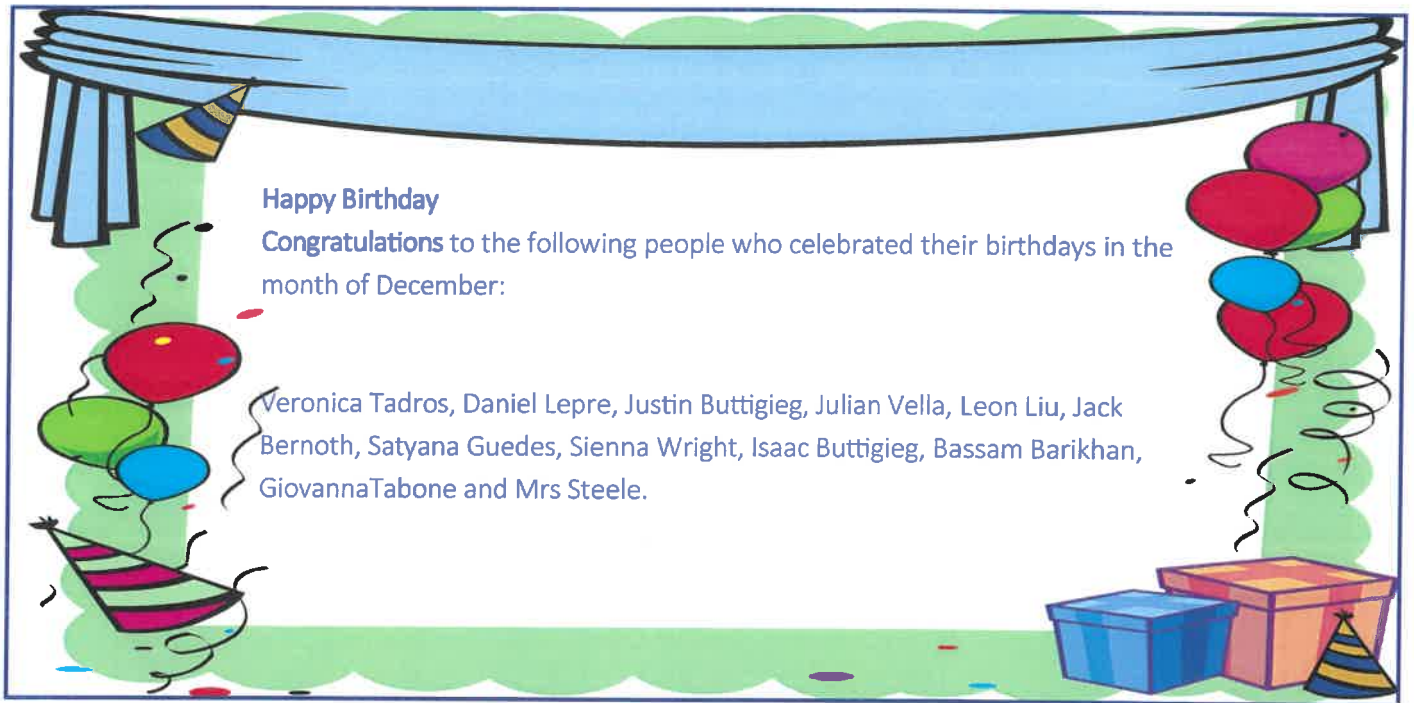 Happy Birthday
Congratulations to the following people who celebrated their birthdays in the
month of December:
Veronica Tadros, Daniel Lepre, Justin Buttigieg, Julian Vella, Leon Liu, Jack
Bernoth, Satyana Guedes, Sienna Wright, Isaac Buttigieg, Bassam Barikhan,
GiovannaTabone and Mrs Steele.